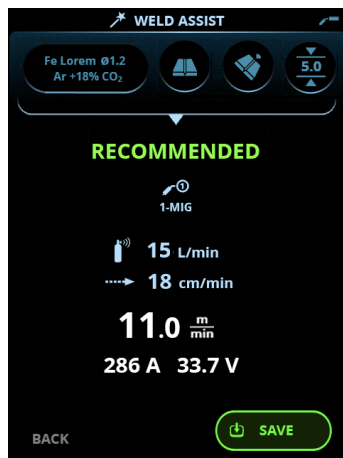 WELD ASSIST
Fe Lorem Ø1.2
Ar +18% CO₂
5.0
RECOMMENDED
1
1-MIG
15 L/min
18 cm/min
11.0 m/min
286 A 33.7 V
BACK
SAVE